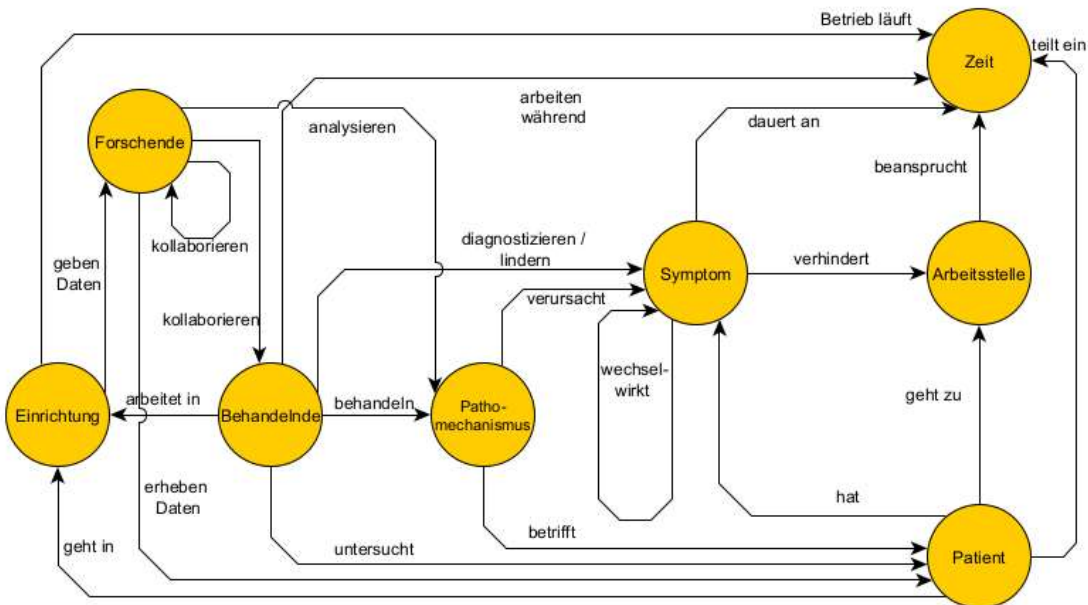 Betrieb läuft
Zeit
teilt ein
arbeiten
während
analysieren
dauert an
Forschende
beansprucht
kollaborieren
diagnostizieren /
lindern
geben
Daten
Symptom
verhindert
Arbeitsstelle
verursacht
kollaborieren
wechsel-
wirkt
Einrichtung
arbeitet in
Behandelnde
behandeln
Patho-
mechanismus
geht zu
erheben
Daten
hat
geht in
untersucht
betrifft
Patient